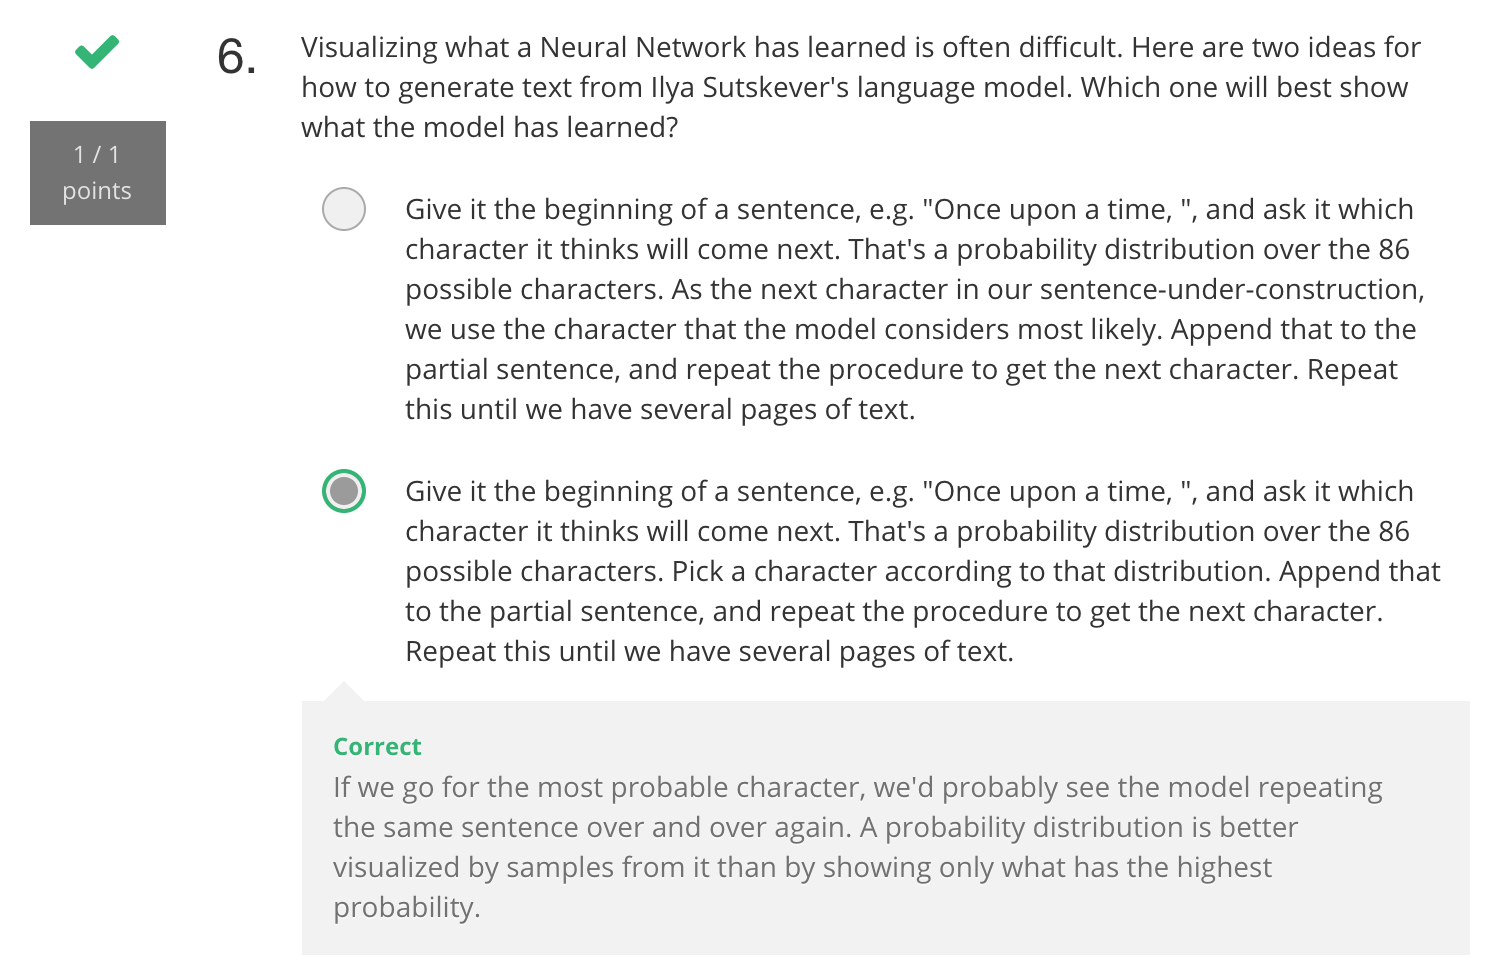 6.
Visualizing what a Neural Network has learned is often difficult. Here are two ideas for
how to generate text from Ilya Sutskever's language model. Which one will best show
what the model has learned?
1 / 1
points
Give it the beginning of a sentence, e.g. "Once upon a time, ", and ask it which
character it thinks will come next. That's a probability distribution over the 86
possible characters. As the next character in our sentence-under-construction,
we use the character that the model considers most likely. Append that to the
partial sentence, and repeat the procedure to get the next character. Repeat
this until we have several pages of text.
Give it the beginning of a sentence, e.g. "Once upon a time, ", and ask it which
character it thinks will come next. That's a probability distribution over the 86
possible characters. Pick a character according to that distribution. Append that
to the partial sentence, and repeat the procedure to get the next character.
Repeat this until we have several pages of text.
Correct
If we go for the most probable character, we'd probably see the model repeating
the same sentence over and over again. A probability distribution is better
visualized by samples from it than by showing only what has the highest
probability.